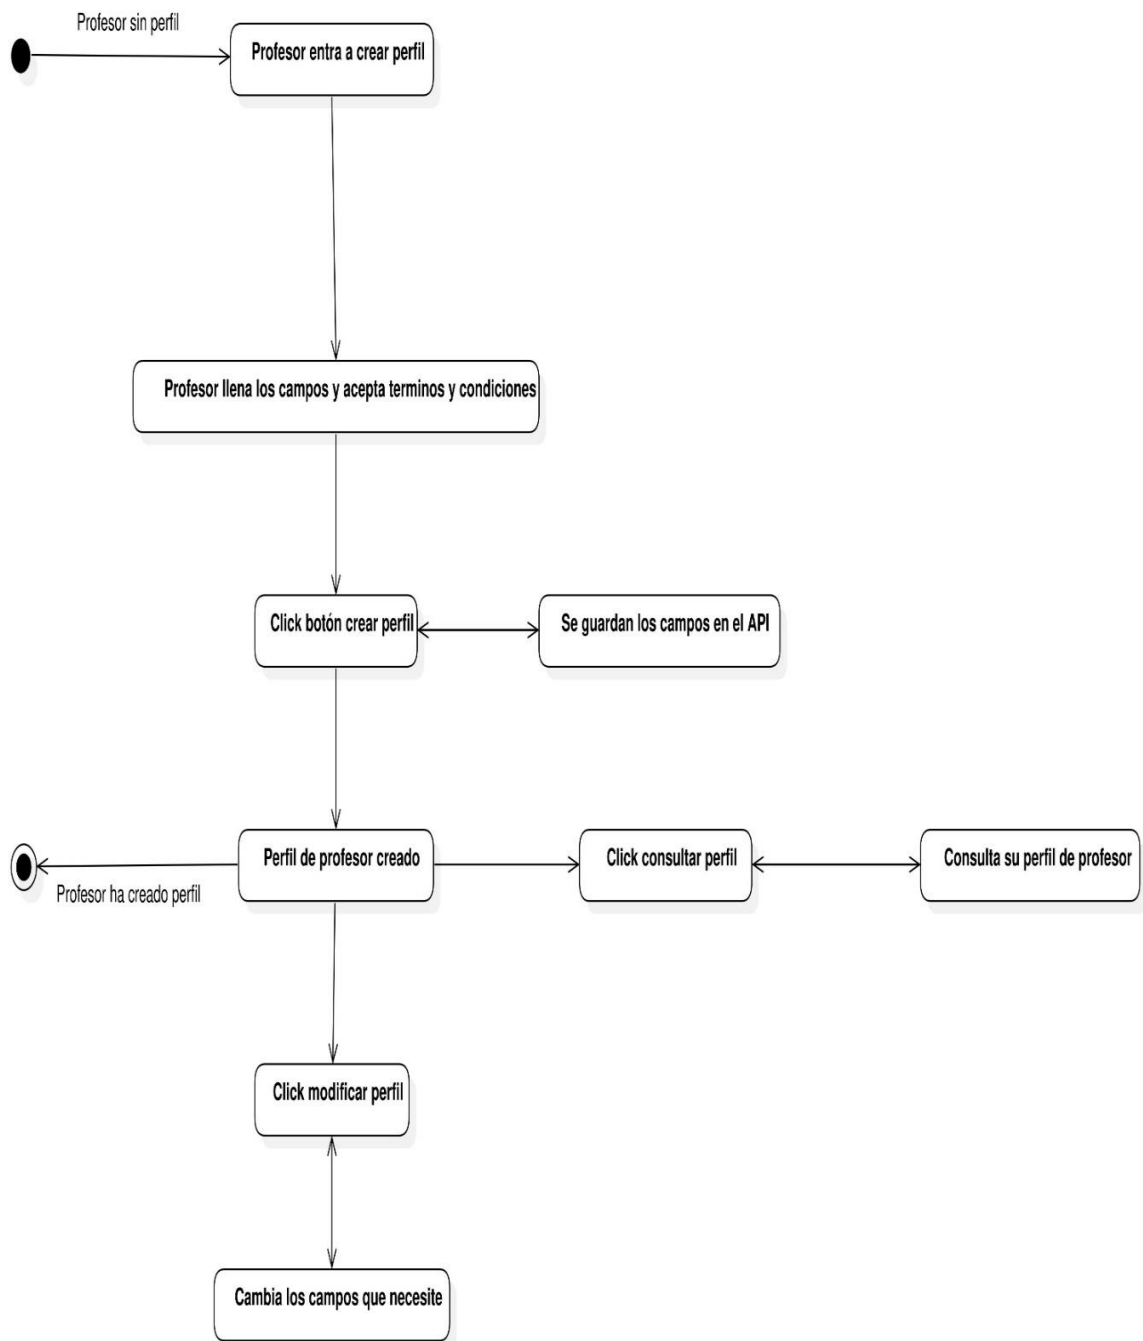 Profesor sin perfil
Profesor entra a crear perfil
Profesor llena los campos y acepta terminos y condiciones
Click botón crear perfil
Se guardan los campos en el API
Perfil de profesor creado
Click consultar perfil
Consulta su perfil de profesor
Profesor ha creado perfil
Click modificar perfil
Cambia los campos que necesite